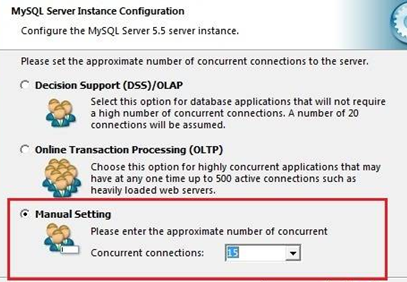 MySQL Server Instance Configuration
Configure the MySQL Server 5.5 server instance.
Please set the approximate number of concurrent connections to the server.
Decision Support (DSS)/OLAP
Select this option for database applications that will not require
a high number of concurrent connections. A number of 20
connections will be assumed.
Online Transaction Processing (OLTP)
Choose this option for highly concurrent applications that may
have at any one time up to 500 active connections such as
heavily loaded web servers.
Manual Setting
Please enter the approximate number of concurrent
Concurrent connections: 15